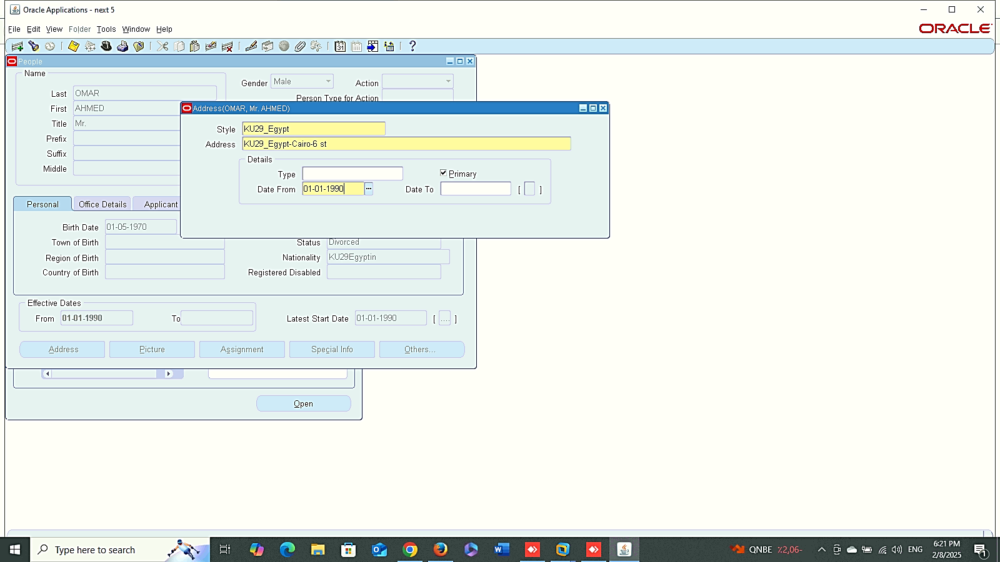 Oracle Applications - next 5
File Edit View Folder Tools Window Help
ORACLE
People
Name
Last OMAR
First AHMED
Title Mr.
Prefix
Suffix
Middle
Gender Male
Action
Person Type for Action
Address(OMAR, Mr. AHMED)
Style KU29_Egypt
Address KU29_Egypt-Cairo-6 st
Details
Type
Primary
Date From 01-01-1990
Date To [ ]
Personal Office Details Applicant
Birth Date 01-05-1970
Town of Birth
Region of Birth
Country of Birth
Status Divorced
Nationality KU29Egyptin
Registered Disabled
Effective Dates
From 01-01-1990 To
Latest Start Date 01-01-1990 [ .... ]
Address Picture Assignment Special Info Others...
Open
Type here to search
QNBE ٪2,06-
ENG
6:21 PM
2/8/2025
1